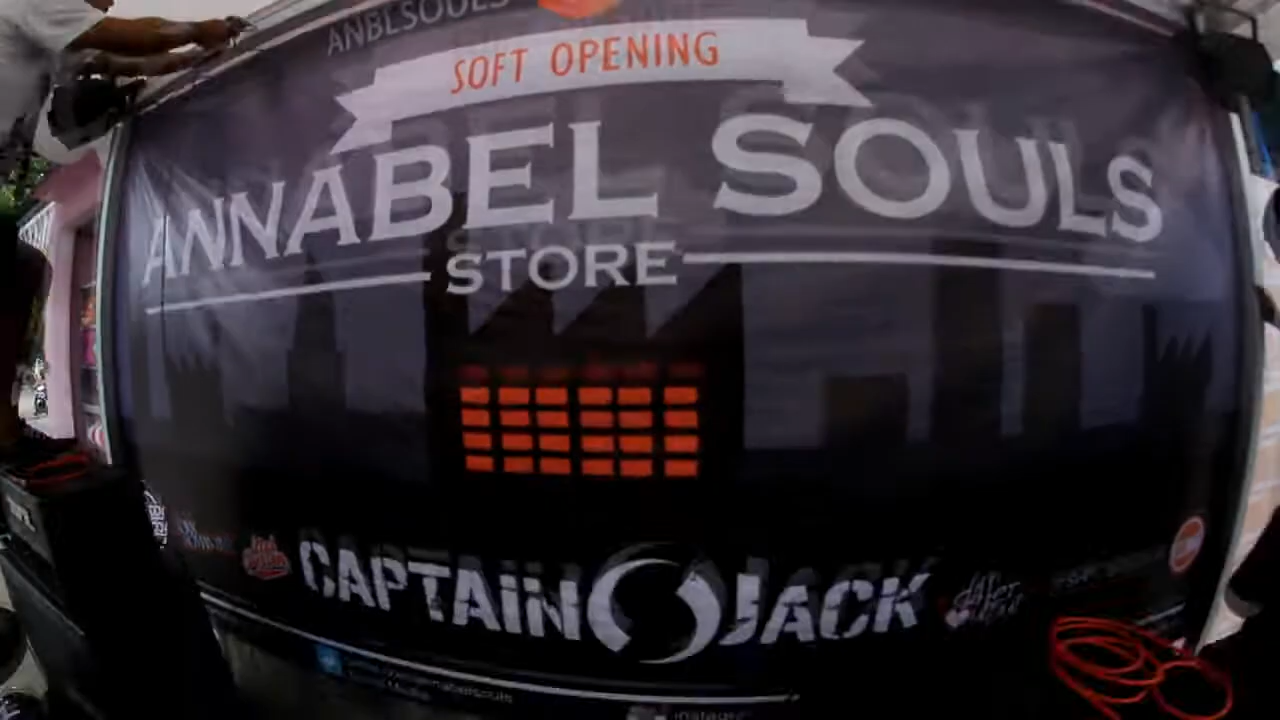 ANBLSOULS
SOFT OPENING
ANNABEL SOULS
STORE
CAPTAIN JACK